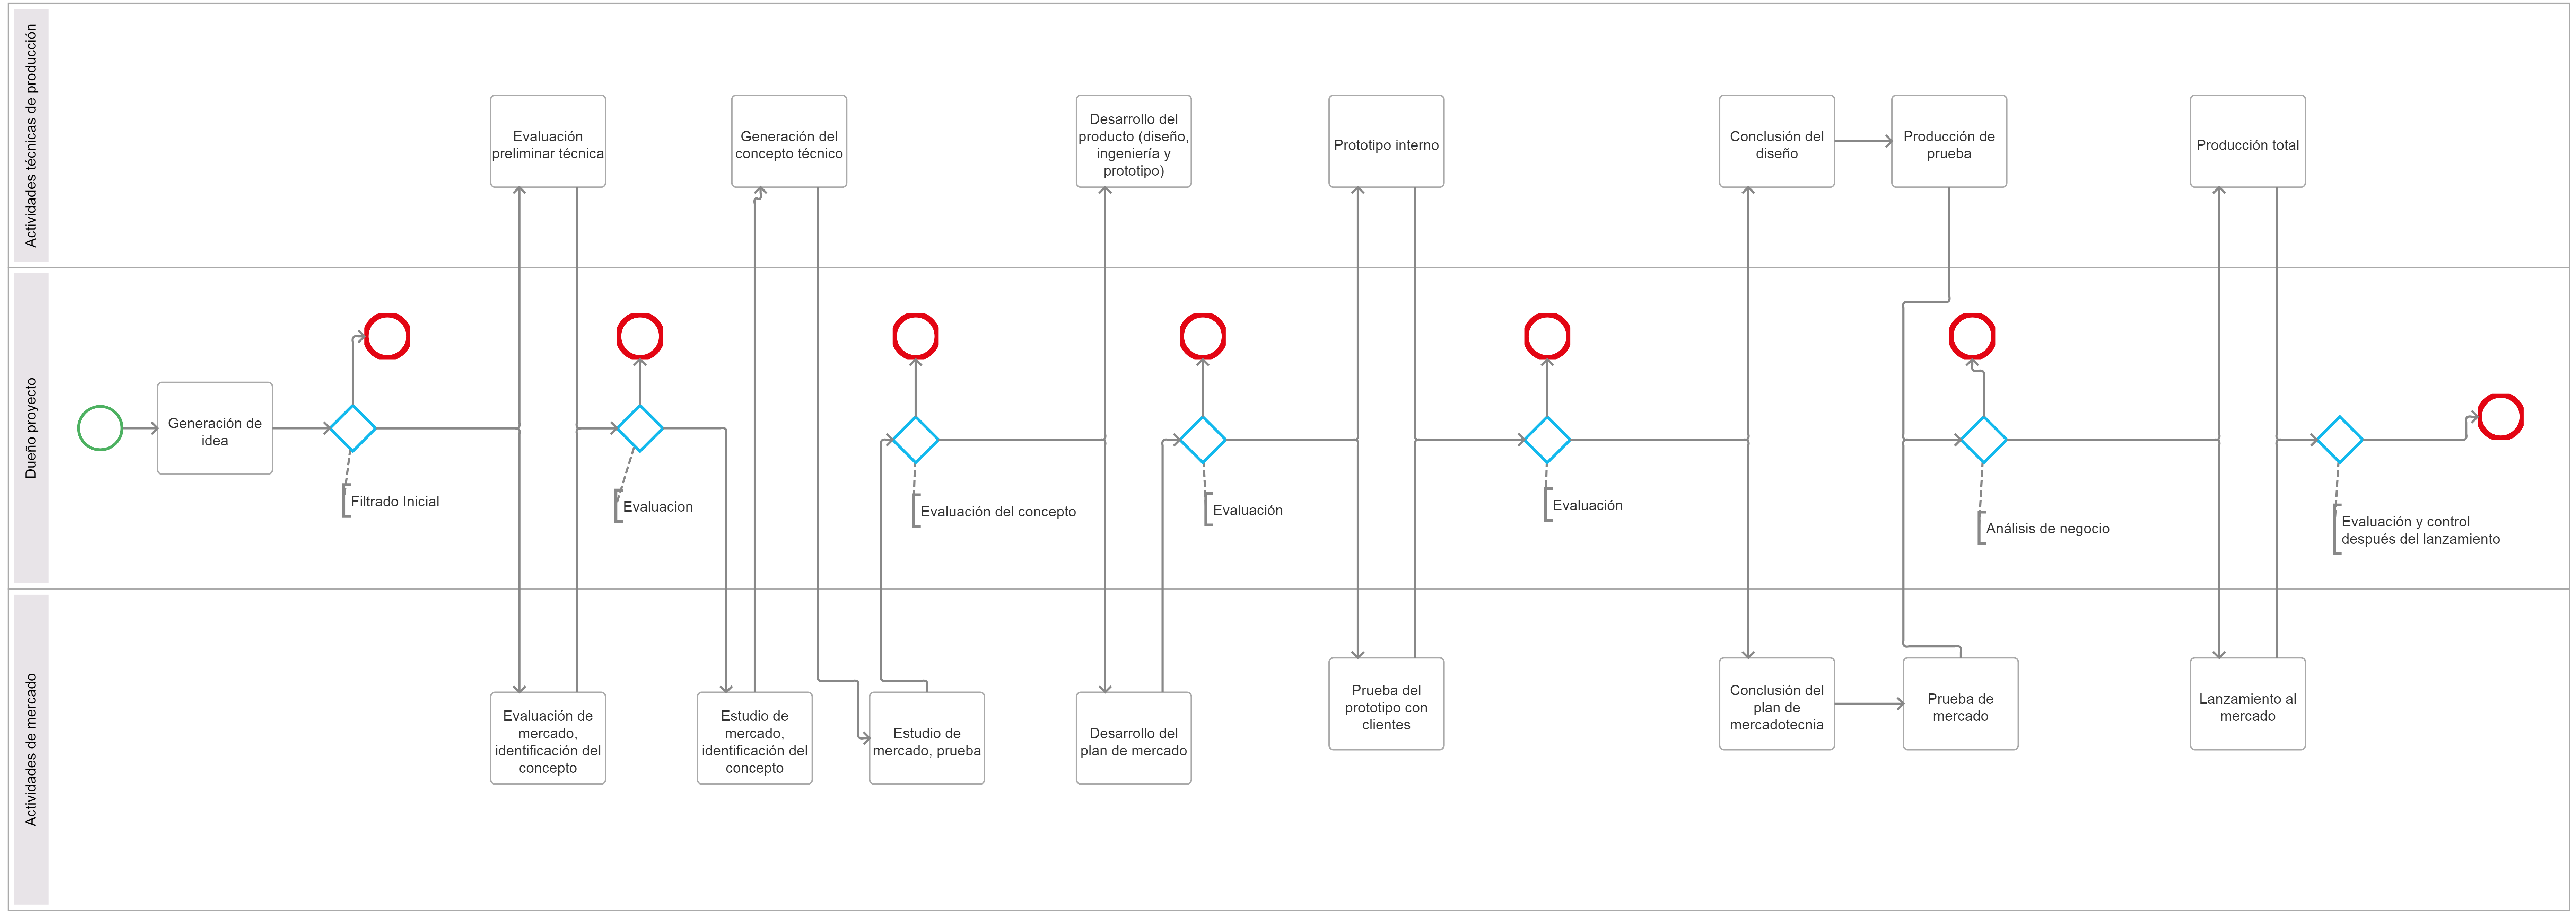 Actividades técnicas de producción
Evaluación
preliminar técnica
Generación del
concepto técnico
Desarrollo del
producto (diseño,
ingeniería y
prototipo)
Prototipo interno
Conclusión del
diseño
Producción de
prueba
Producción total
Dueño proyecto
Generación de
idea
Filtrado Inicial
Evaluacion
Evaluación del concepto
Evaluación
Evaluación
Análisis de negocio
Evaluación y control
después del lanzamiento
Actividades de mercado
Evaluación de
mercado,
identificación del
concepto
Estudio de
mercado,
identificación del
concepto
Estudio de
mercado, prueba
Desarrollo del
plan de mercado
Prueba del
prototipo con
clientes
Conclusión del
plan de
mercadotecnia
Prueba de
mercado
Lanzamiento al
mercado